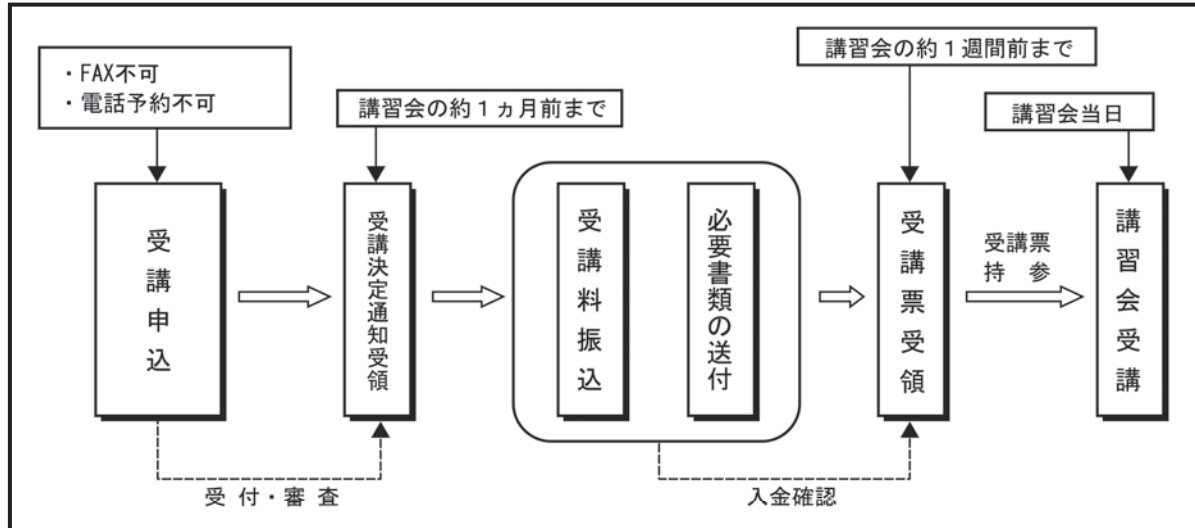 ・FAX不可
・電話予約不可
講習会の約1ヵ月前まで
講習会の約1週間前まで
講習会当日
受講申込
受講決定通知受領
受講料振込
必要書類の送付
受講票受領
受講票
持　参
講習会受講
受 付・審 査
入金確認